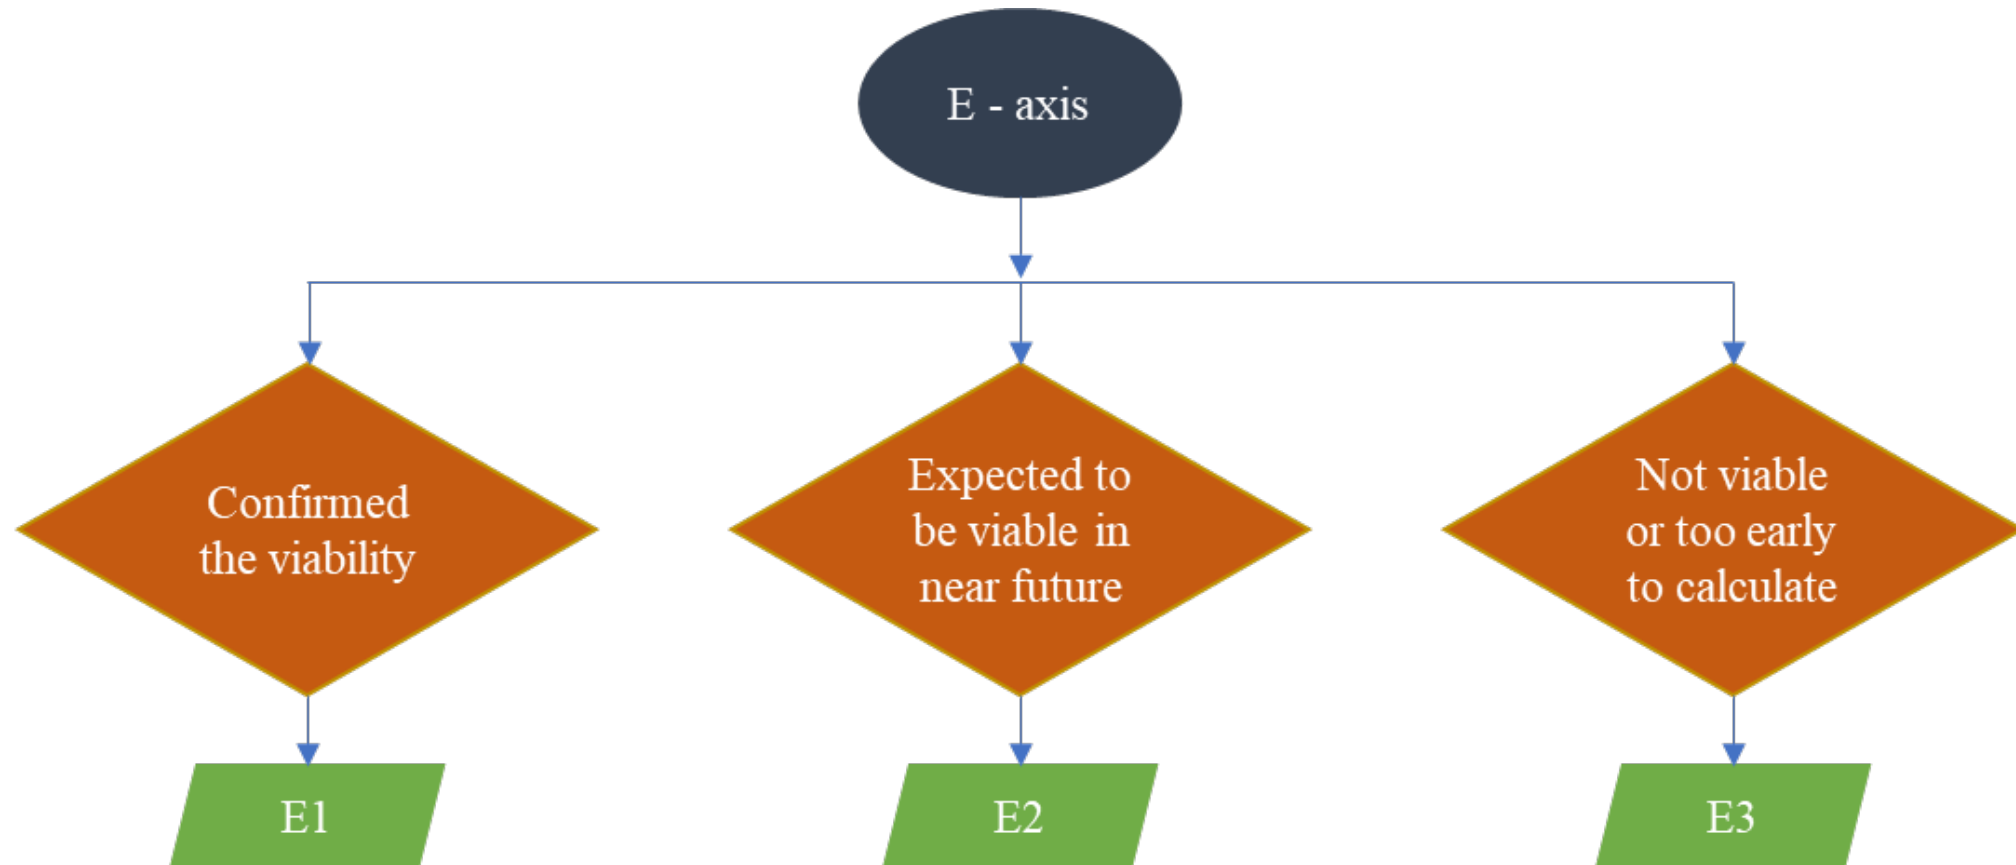 E - axis
Confirmed
the viability
Expected to
be viable in
near future
Not viable
or too early
to calculate
E1
E2
E3